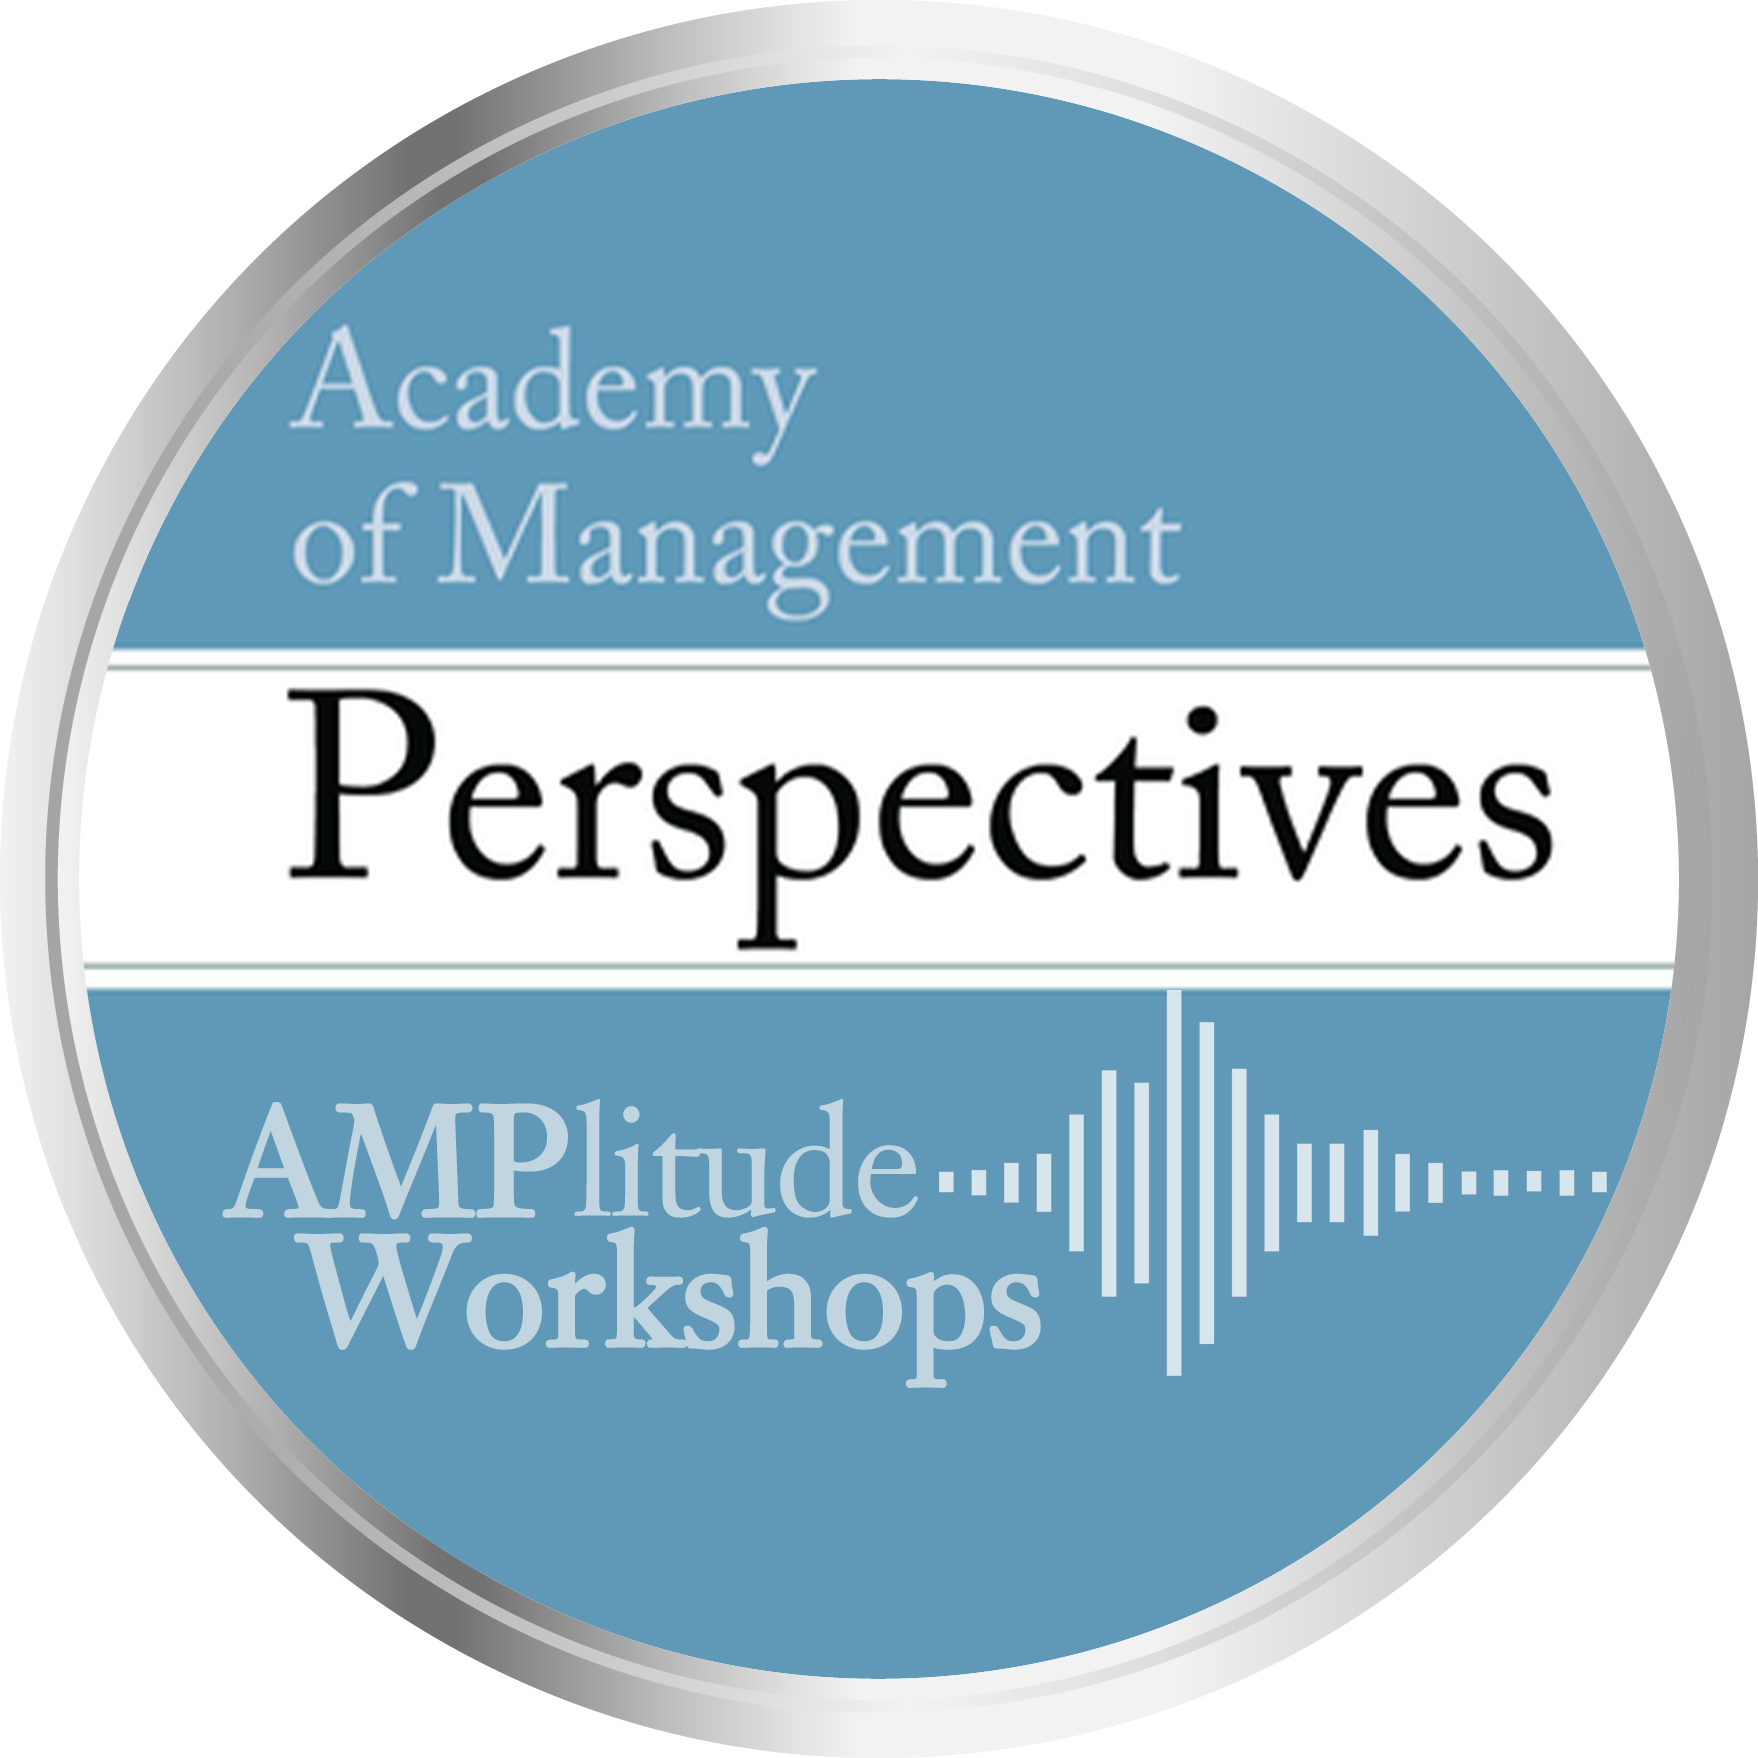 Academy
of Management
Perspectives
AMPlitude
Workshops